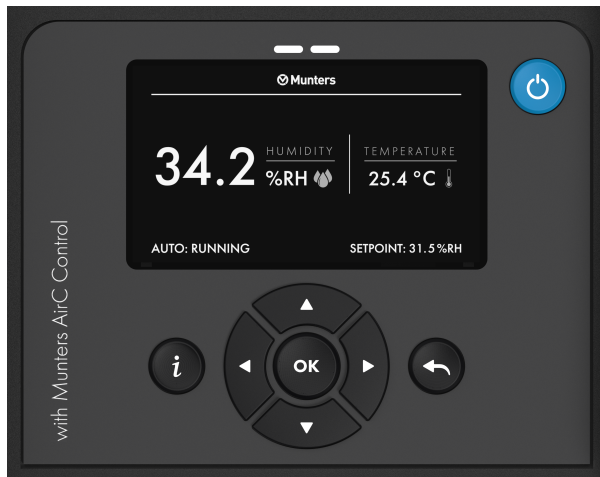 Munters
34.2
HUMIDITY
%RH
TEMPERATURE
25.4 °C
AUTO: RUNNING
SETPOINT: 31.5%RH
with Munters AirC Control
i
OK